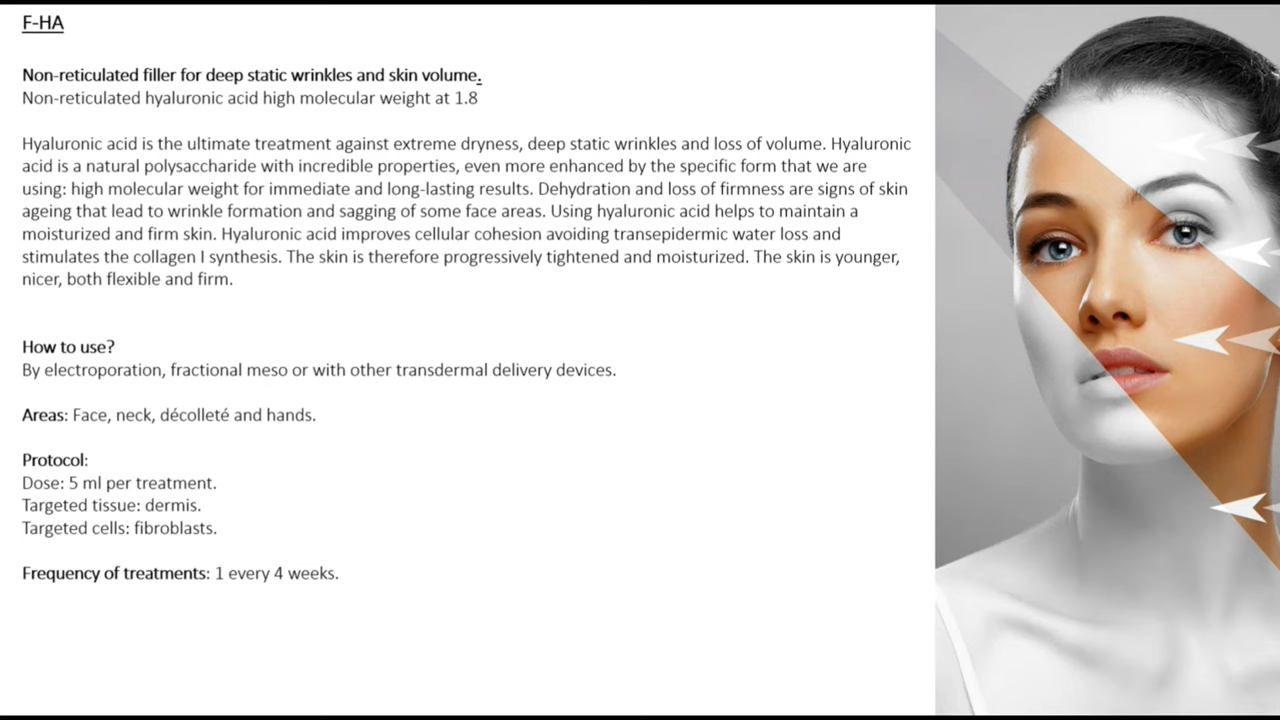 F-HA
Non-reticulated filler for deep static wrinkles and skin volume.
Non-reticulated hyaluronic acid high molecular weight at 1.8
Hyaluronic acid is the ultimate treatment against extreme dryness, deep static wrinkles and loss of volume. Hyaluronic
acid is a natural polysaccharide with incredible properties, even more enhanced by the specific form that we are
using: high molecular weight for immediate and long-lasting results. Dehydration and loss of firmness are signs of skin
ageing that lead to wrinkle formation and sagging of some face areas. Using hyaluronic acid helps to maintain a
moisturized and firm skin. Hyaluronic acid improves cellular cohesion avoiding transepidermic water loss and
stimulates the collagen I synthesis. The skin is therefore progressively tightened and moisturized. The skin is younger,
nicer, both flexible and firm.
How to use?
By electroporation, fractional meso or with other transdermal delivery devices.
Areas: Face, neck, décolleté and hands.
Protocol:
Dose: 5 ml per treatment.
Targeted tissue: dermis.
Targeted cells: fibroblasts.
Frequency of treatments: 1 every 4 weeks.